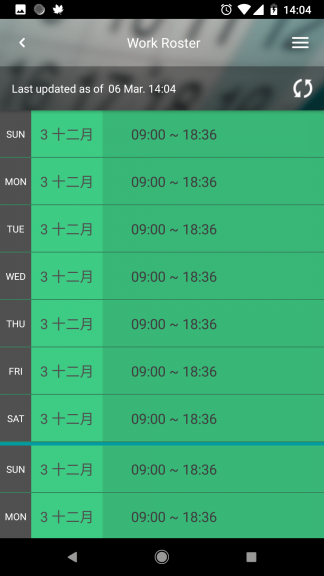 14:04
Work Roster
Last updated as of 06 Mar. 14:04
SUN 3 十二月 09:00 ~ 18:36
MON 3 十二月 09:00 ~ 18:36
TUE 3 十二月 09:00 ~ 18:36
WED 3 十二月 09:00 ~ 18:36
THU 3 十二月 09:00 ~ 18:36
FRI 3 十二月 09:00 ~ 18:36
SAT 3 十二月 09:00 ~ 18:36
SUN 3 十二月 09:00 ~ 18:36
MON 3 十二月 09:00 ~ 18:36